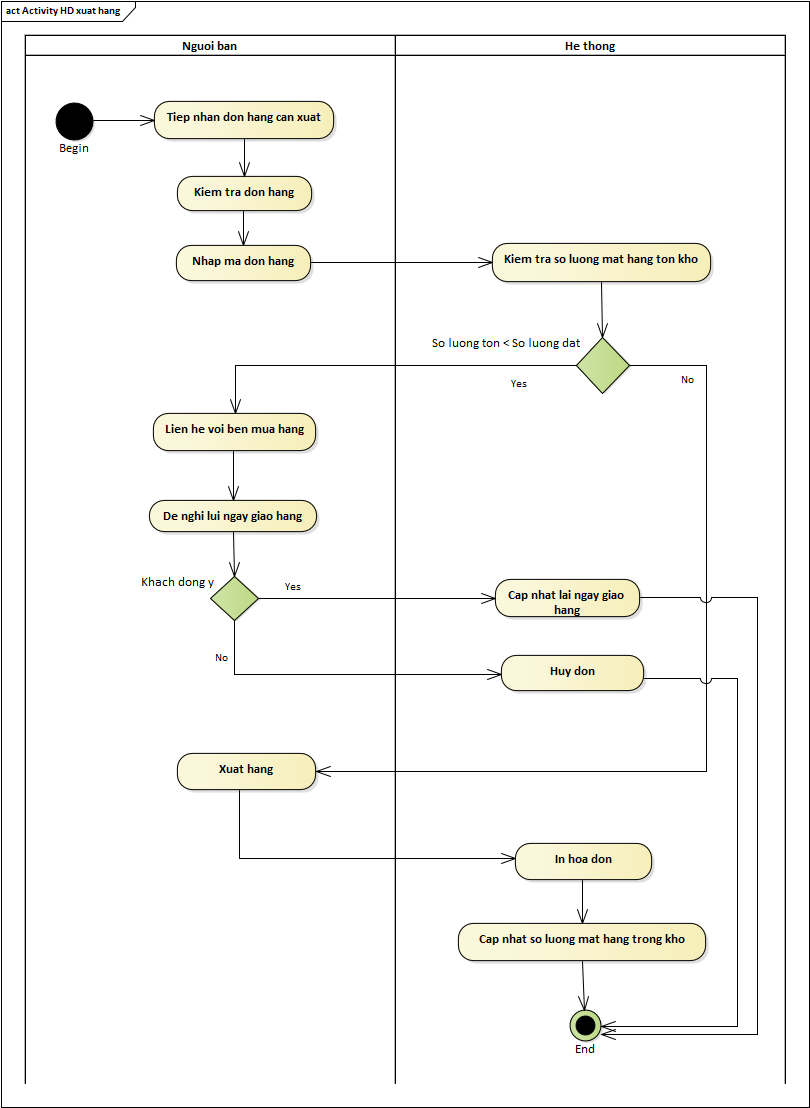 act Activity HD xuat hang
Nguoi ban
He thong
Begin
Tiep nhan don hang can xuat
Kiem tra don hang
Nhap ma don hang
Kiem tra so luong mat hang ton kho
So luong ton < So luong dat
Yes
No
Lien he voi ben mua hang
De nghi lui ngay giao hang
Khach dong y
Yes
Cap nhat lai ngay giao
hang
No
Huy don
Xuat hang
In hoa don
Cap nhat so luong mat hang trong kho
End